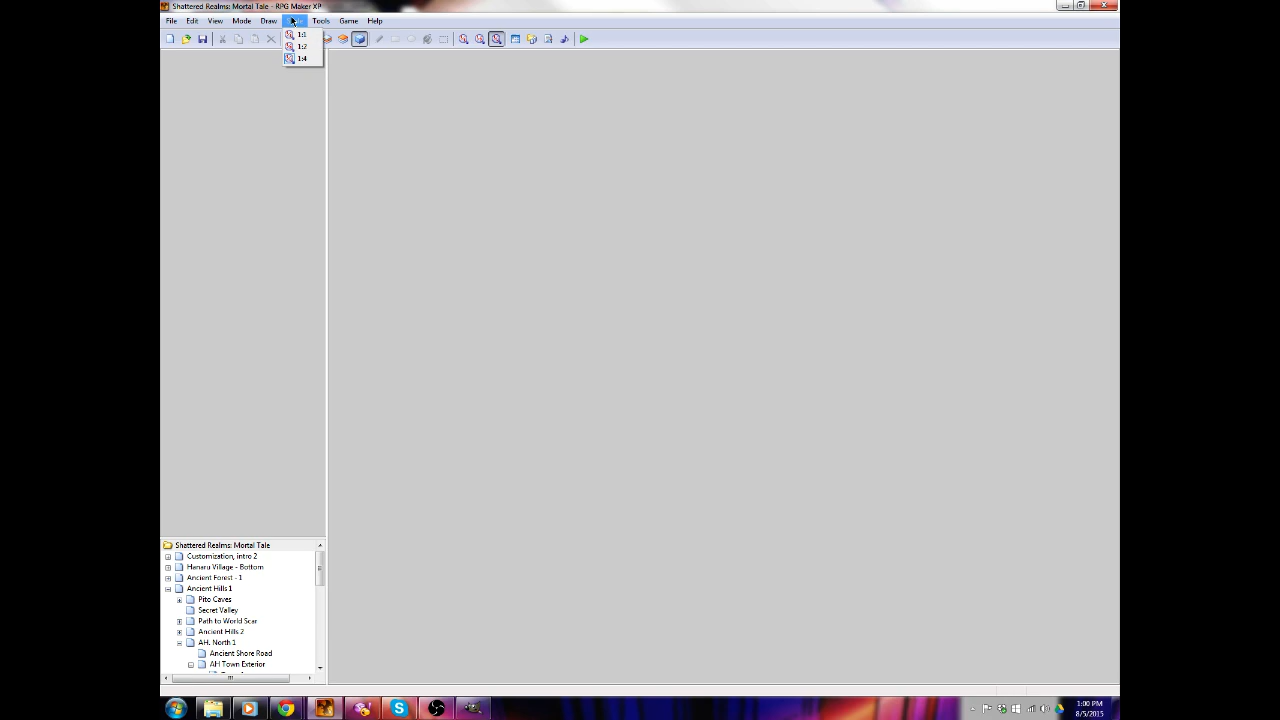 Shattered Realms: Mortal Tale - RPG Maker XP
File Edit View Mode Draw Tools Game Help
1:1
1:2
1:4
Shattered Realms: Mortal Tale
Customization, intro 2
Hanaru Village - Bottom
Ancient Forest - 1
Ancient Hills 1
Pito Caves
Secret Valley
Path to World Scar
Ancient Hills 2
AH. North 1
Ancient Shore Road
AH Town Exterior
1:00 PM
8/5/2015